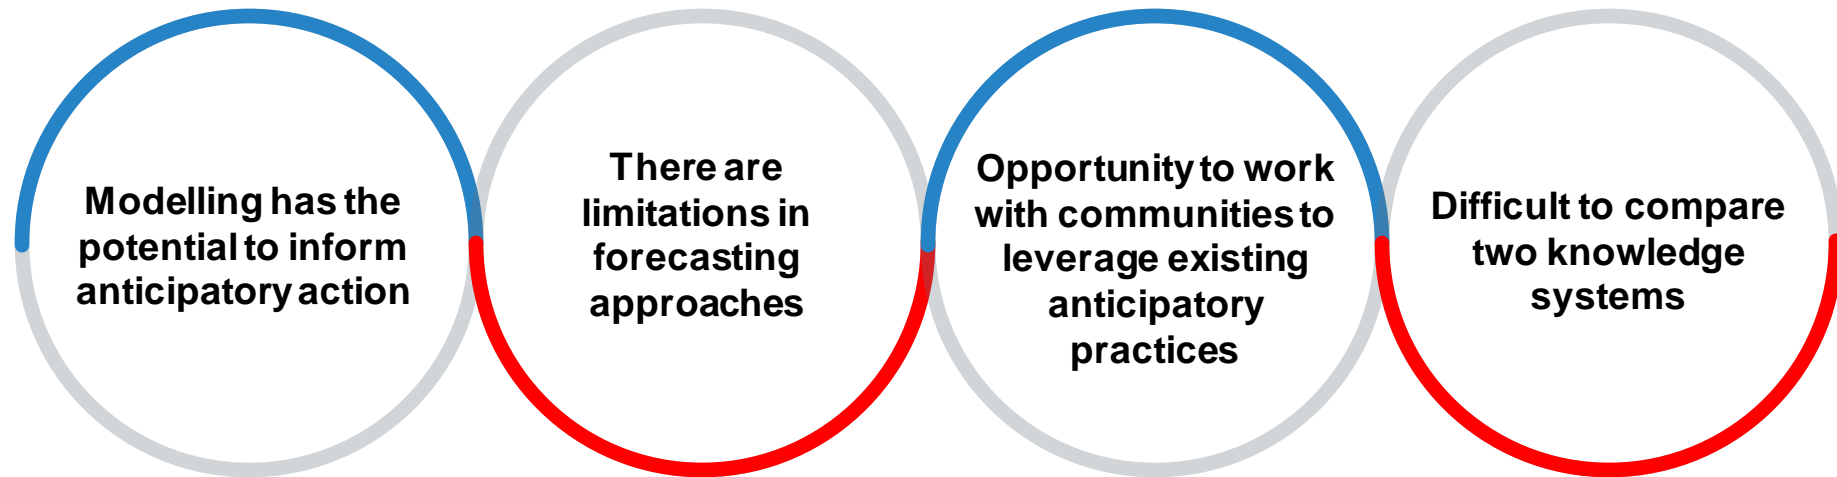 Modelling has the
potential to inform
anticipatory action
There are
limitations in
forecasting
approaches
Opportunity to work
with communities to
leverage existing
anticipatory
practices
Difficult to compare
two knowledge
systems